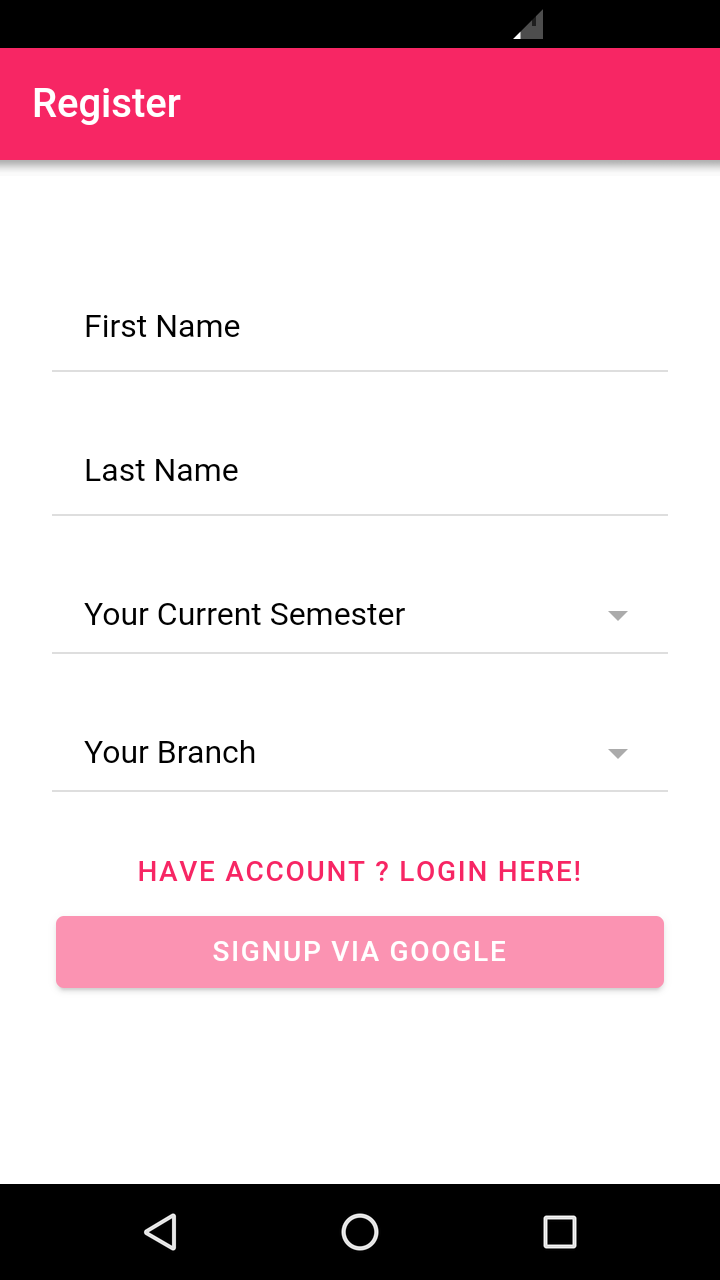 Register
First Name
Last Name
Your Current Semester
Your Branch
HAVE ACCOUNT ? LOGIN HERE!
SIGNUP VIA GOOGLE